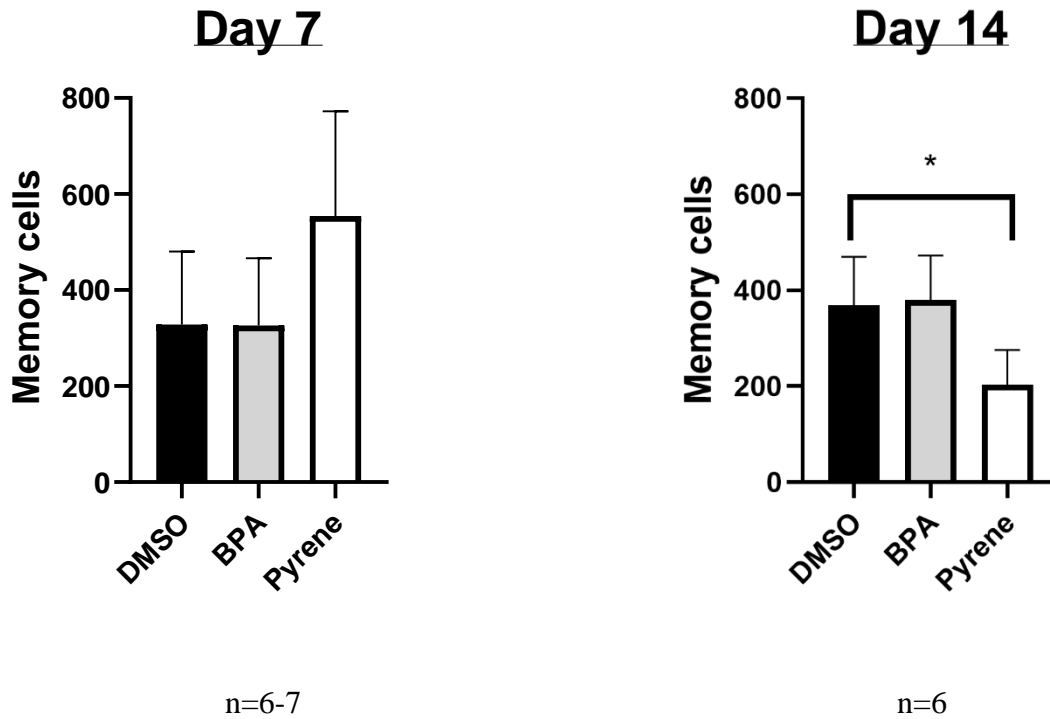 Day 7
800
600
400
200
0
Memory cells
DMSO
BPA
Pyrene
n=6-7
Day 14
800
600
400
200
0
Memory cells
*
DMSO
BPA
Pyrene
n=6